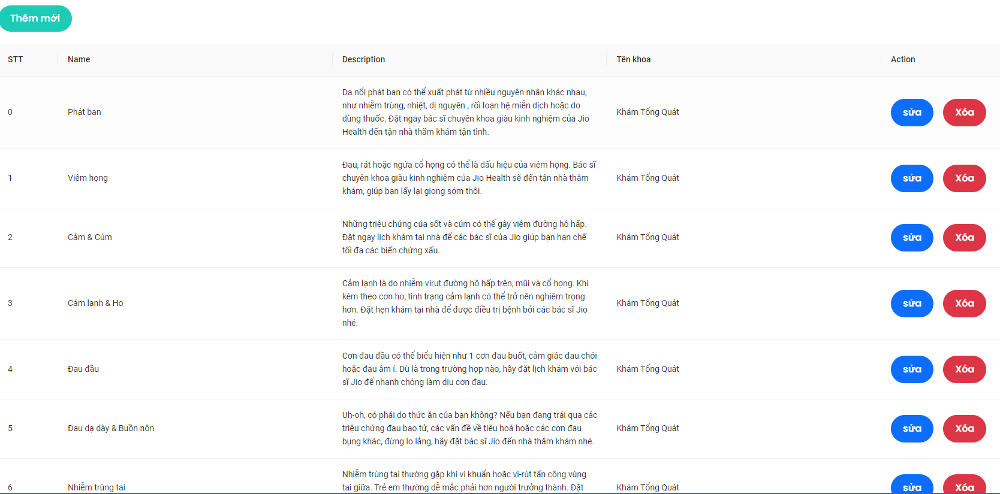 Thêm mới
STT Name Description Tên khoa Action
Da nổi phát ban có thể xuất phát từ nhiều nguyên nhân khác nhau,
như nhiễm trùng, nhiệt, dị nguyên , rối loạn hệ miễn dịch hoặc do
0 Phát ban Khám Tổng Quát sửa Xóa
dùng thuốc. Đặt ngay bác sĩ chuyên khoa giàu kinh nghiệm của Jio
Health đến tận nhà thăm khám tận tình.
Đau, rát hoặc ngứa cổ họng có thể là dấu hiệu của viêm họng. Bác sĩ
1 Viêm họng chuyên khoa giàu kinh nghiệm của Jio Health sẽ đến tận nhà thăm Khám Tổng Quát sửa Xóa
khám, giúp bạn lấy lại giọng sớm thôi.
Những triệu chứng của sốt và cúm có thể gây viêm đường hô hấp.
2 Cảm & Cúm Đặt ngay lịch khám tại nhà để các bác sĩ của Jio giúp bạn hạn chế Khám Tổng Quát sửa Xóa
tối đa các biến chứng xấu.
Cảm lạnh là do nhiễm virut đường hô hấp trên, mũi và cổ họng. Khi
kèm theo cơn ho, tình trạng cảm lạnh có thể trở nên nghiêm trọng
3 Cảm lạnh & Ho Khám Tổng Quát sửa Xóa
hơn. Đặt hẹn khám tại nhà để được điều trị bệnh bởi các bác sĩ Jio
nhé.
Cơn đau đầu có thể biểu hiện như 1 cơn đau buốt, cảm giác đau chói
4 Đau đầu hoặc đau âm ỉ. Dù là trong trường hợp nào, hãy đặt lịch khám với bác Khám Tổng Quát sửa Xóa
sĩ Jio để nhanh chóng làm dịu cơn đau.
Uh-oh, có phải do thức ăn của bạn không? Nếu bạn đang trải qua các
5 Đau dạ dày & Buồn nôn triệu chứng đau bao tử, các vấn đề về tiêu hoá hoặc các cơn đau Khám Tổng Quát sửa Xóa
bụng khác, đừng lo lắng, hãy đặt bác sĩ Jio đến nhà thăm khám nhé.
Nhiễm trùng tai thường gặp khi vi khuẩn hoặc vi-rút tấn công vùng
6 Nhiễm trùng tai tai giữa. Trẻ em thường dễ mắc phải hơn người trưởng thành. Đặt Khám Tổng Quát sửa Xóa